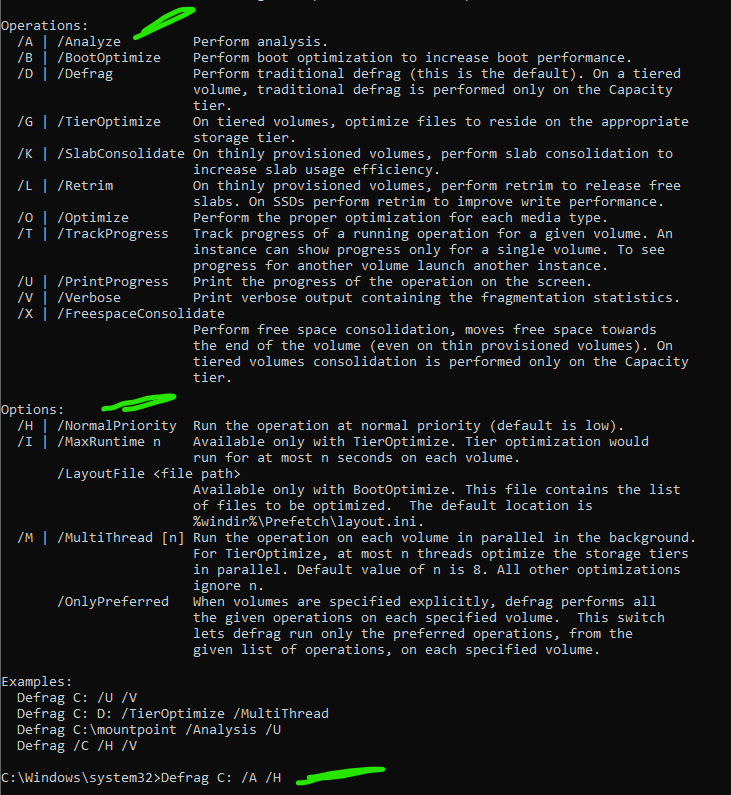 Operations:
/A | /Analyze Perform analysis.
/B | /BootOptimize Perform boot optimization to increase boot performance.
/D | /Defrag Perform traditional defrag (this is the default). On a tiered
volume, traditional defrag is performed only on the Capacity
tier.
/G | /TierOptimize On tiered volumes, optimize files to reside on the appropriate
storage tier.
/K | /SlabConsolidate On thinly provisioned volumes, perform slab consolidation to
increase slab usage efficiency.
/L | /Retrim On thinly provisioned volumes, perform retrim to release free
slabs. On SSDs perform retrim to improve write performance.
/O | /Optimize Perform the proper optimization for each media type.
/T | /TrackProgress Track progress of a running operation for a given volume. An
instance can show progress only for a single volume. To see
progress for another volume launch another instance.
/U | /PrintProgress Print the progress of the operation on the screen.
/V | /Verbose Print verbose output containing the fragmentation statistics.
/X | /FreespaceConsolidate
Perform free space consolidation, moves free space towards
the end of the volume (even on thin provisioned volumes). On
tiered volumes consolidation is performed only on the Capacity
tier.
Options:
/H | /NormalPriority Run the operation at normal priority (default is low).
/I | /MaxRuntime n Available only with TierOptimize. Tier optimization would
run for at most n seconds on each volume.
/LayoutFile <file path>
Available only with BootOptimize. This file contains the list
of files to be optimized. The default location is
%windir%\Prefetch\layout.ini.
/M | /MultiThread [n] Run the operation on each volume in parallel in the background.
For TierOptimize, at most n threads optimize the storage tiers
in parallel. Default value of n is 8. All other optimizations
ignore n.
/OnlyPreferred When volumes are specified explicitly, defrag performs all
the given operations on each specified volume. This switch
lets defrag run only the preferred operations, from the
given list of operations, on each specified volume.
Examples:
Defrag C: /U /V
Defrag C: D: /TierOptimize /MultiThread
Defrag C:\mountpoint /Analysis /U
Defrag /C /H /V
C:\Windows\system32>Defrag C: /A /H